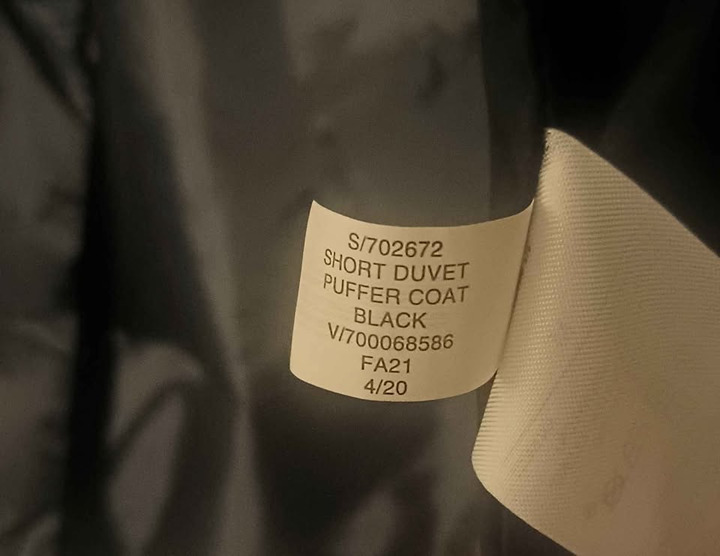 S/702672
SHORT DUVET
PUFFER COAT
BLACK
V/700068586
FA21
4/20